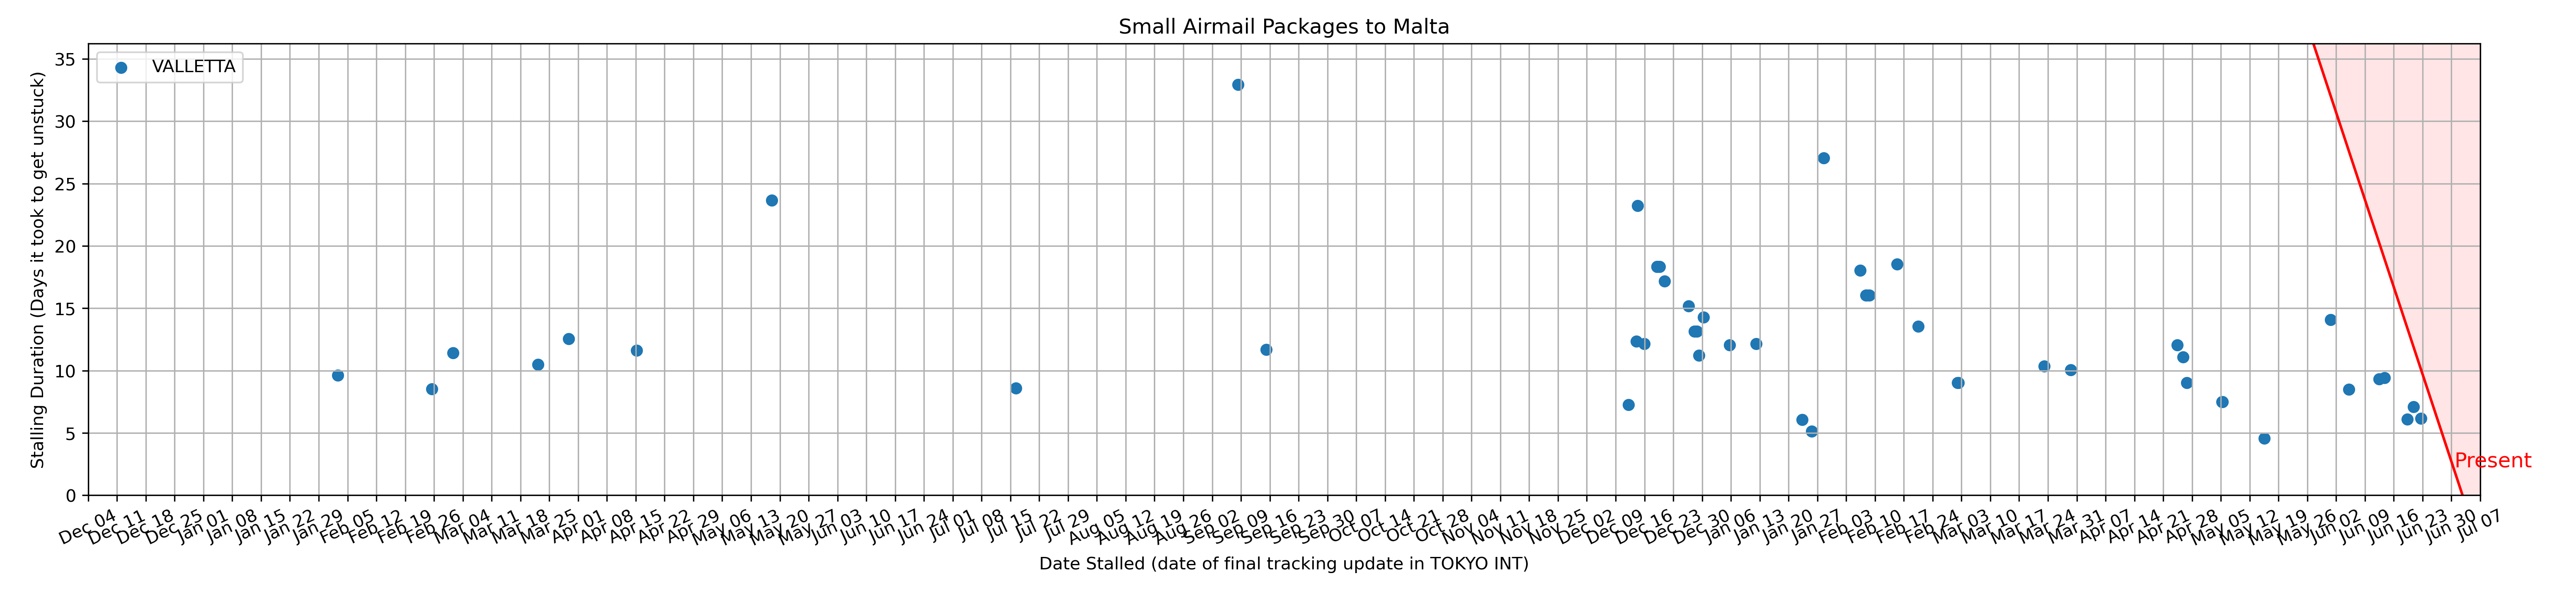 Small Airmail Packages to Malta
VALLETTA
Stalling Duration (Days it took to get unstuck)
35
30
25
20
15
10
5
0
Present
Dec 04 Dec 11 Dec 18 Dec 25 Jan 01 Jan 08 Jan 15 Jan 22 Jan 29 Feb 05 Feb 12 Feb 19 Feb 26 Mar 04 Mar 11 Mar 18 Mar 25 Apr 01 Apr 08 Apr 15 Apr 22 Apr 29 May 06 May 13 May 20 May 27 Jun 03 Jun 10 Jun 17 Jun 24 Jul 01 Jul 08 Jul 15 Jul 22 Jul 29 Aug 05 Aug 12 Aug 19 Aug 26 Sep 02 Sep 09 Sep 16 Sep 23 Sep 30 Oct 07 Oct 14 Oct 21 Oct 28 Nov 04 Nov 11 Nov 18 Nov 25 Dec 02 Dec 09 Dec 16 Dec 23 Dec 30 Jan 06 Jan 13 Jan 20 Jan 27 Feb 03 Feb 10 Feb 17 Feb 24 Mar 03 Mar 10 Mar 17 Mar 24 Mar 31 Apr 07 Apr 14 Apr 21 Apr 28 May 05 May 12 May 19 May 26 Jun 02 Jun 09 Jun 16 Jun 23 Jun 30 Jul 07
Date Stalled (date of final tracking update in TOKYO INT)